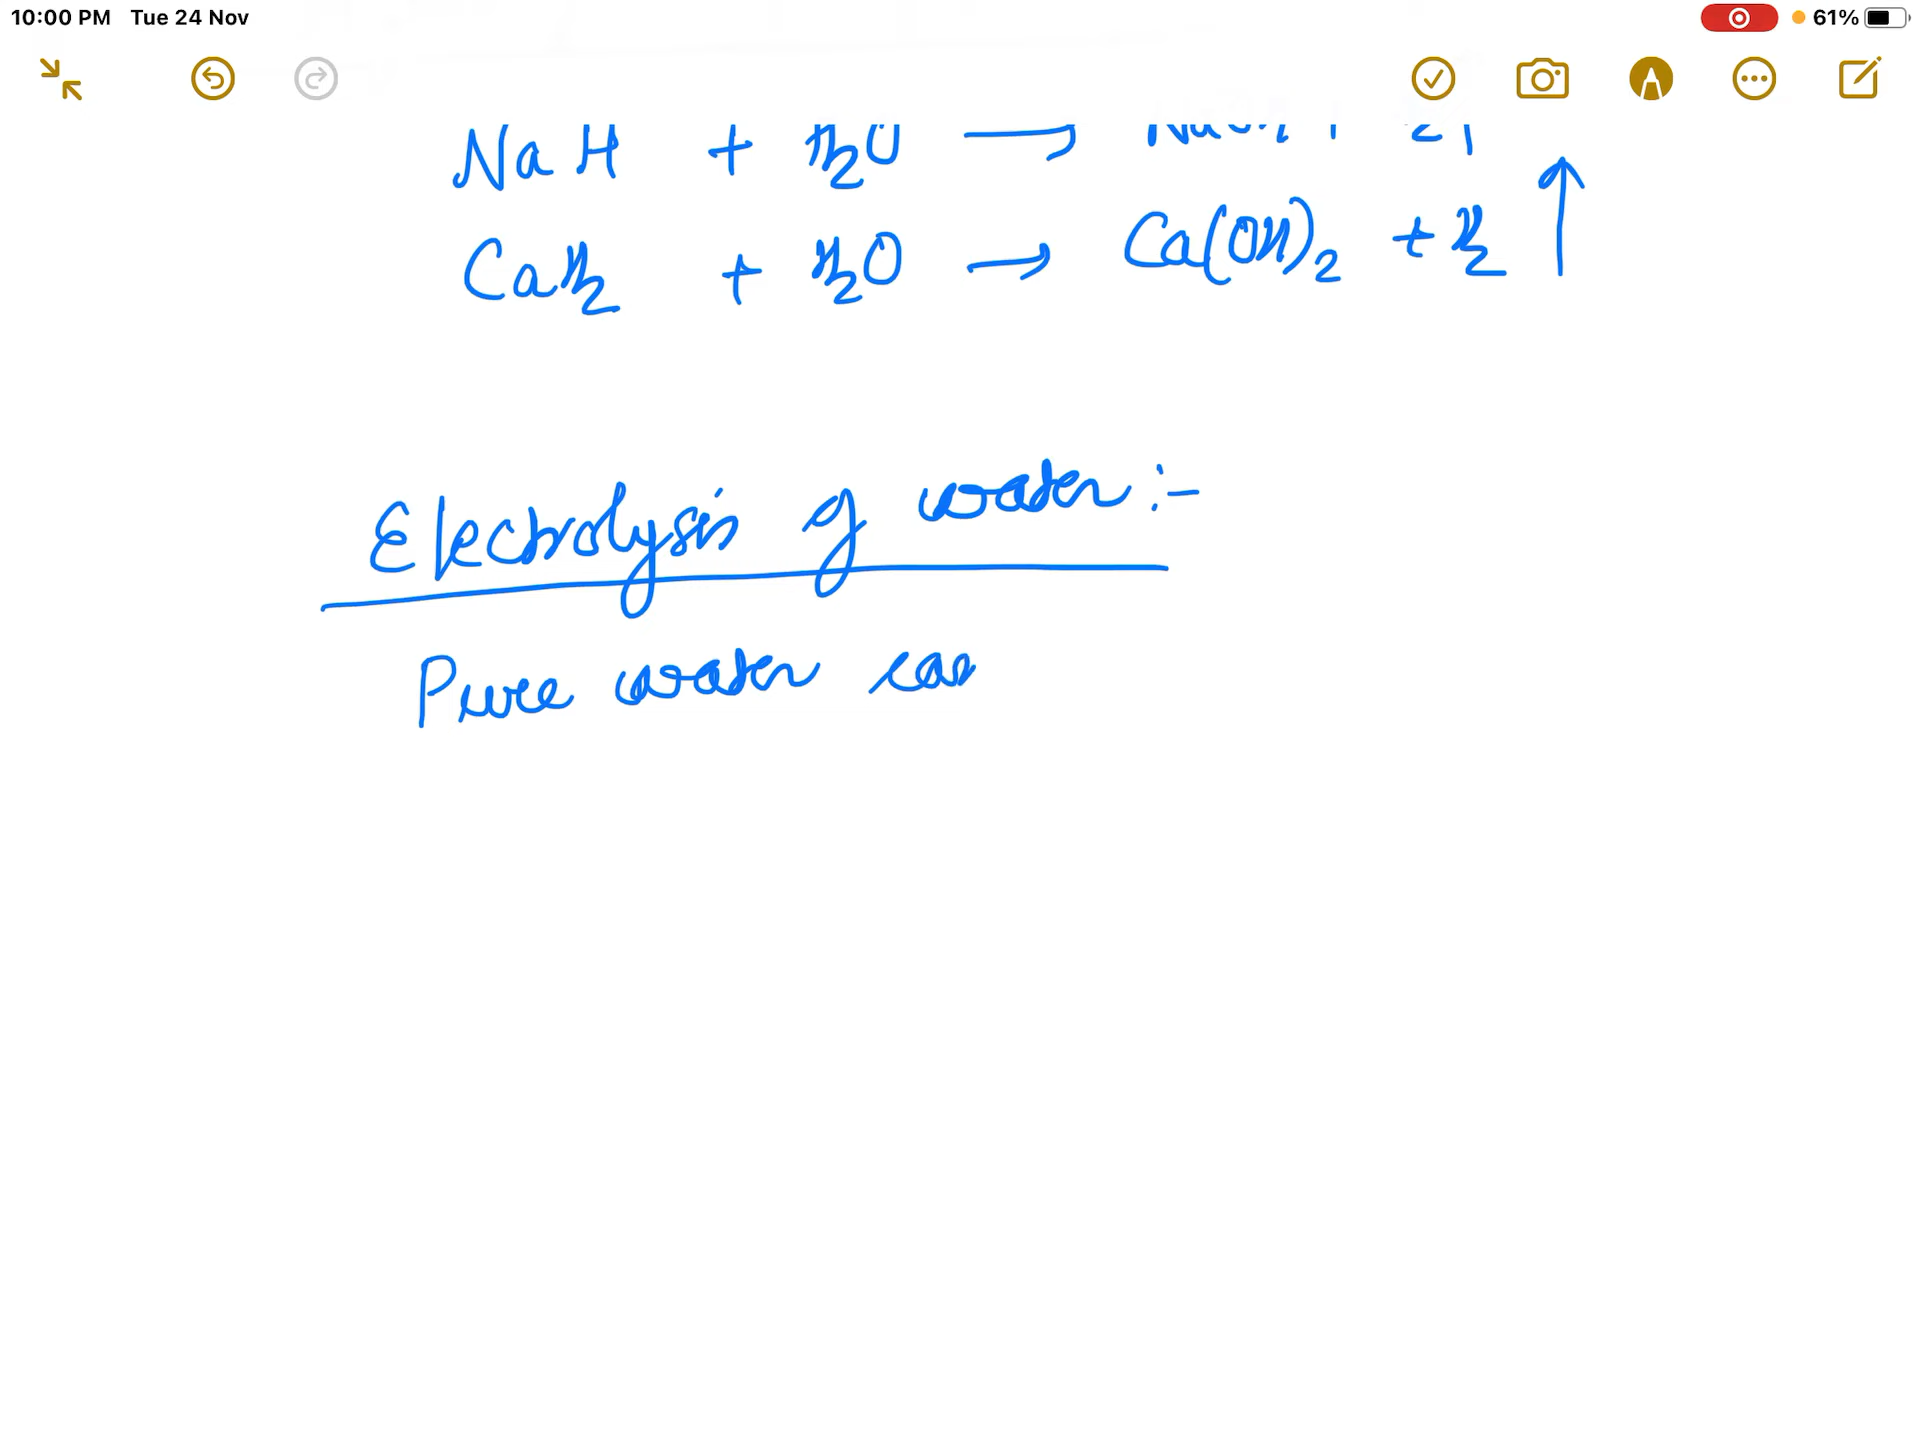 10:00 PM Tue 24 Nov 61%
NaH + H₂O →
CaH₂ + H₂O → Ca(OH)₂ + H₂ ↑
Electrolysis of water :-
Pure water can